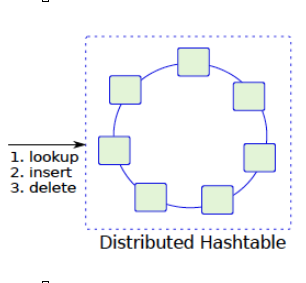 1. lookup
2. insert
3. delete
Distributed Hashtable